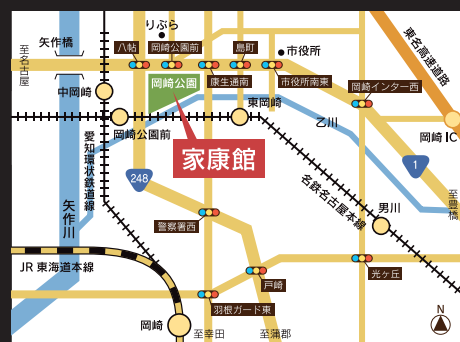 りぶら
矢作橋
八帖
岡崎公園前
島町
市役所
東名高速道路
至名古屋
岡崎公園
康生通南
市役所南東
岡崎インター西
中岡崎
岡崎公園前
東岡崎
乙川
岡崎IC
家康館
愛知環状鉄道線
248
1
名鉄名古屋本線
至豊橋
矢作川
男川
警察署西
JR 東海道本線
戸崎
光ヶ丘
羽根ガード東
岡崎
至幸田
至蒲郡
N